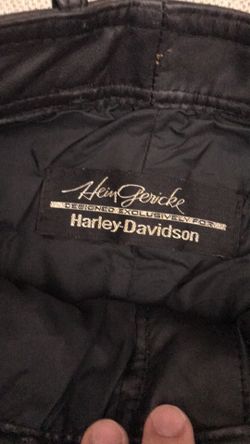 Hein Gericke
DESIGNED EXCLUSIVELY FOR
Harley-Davidson